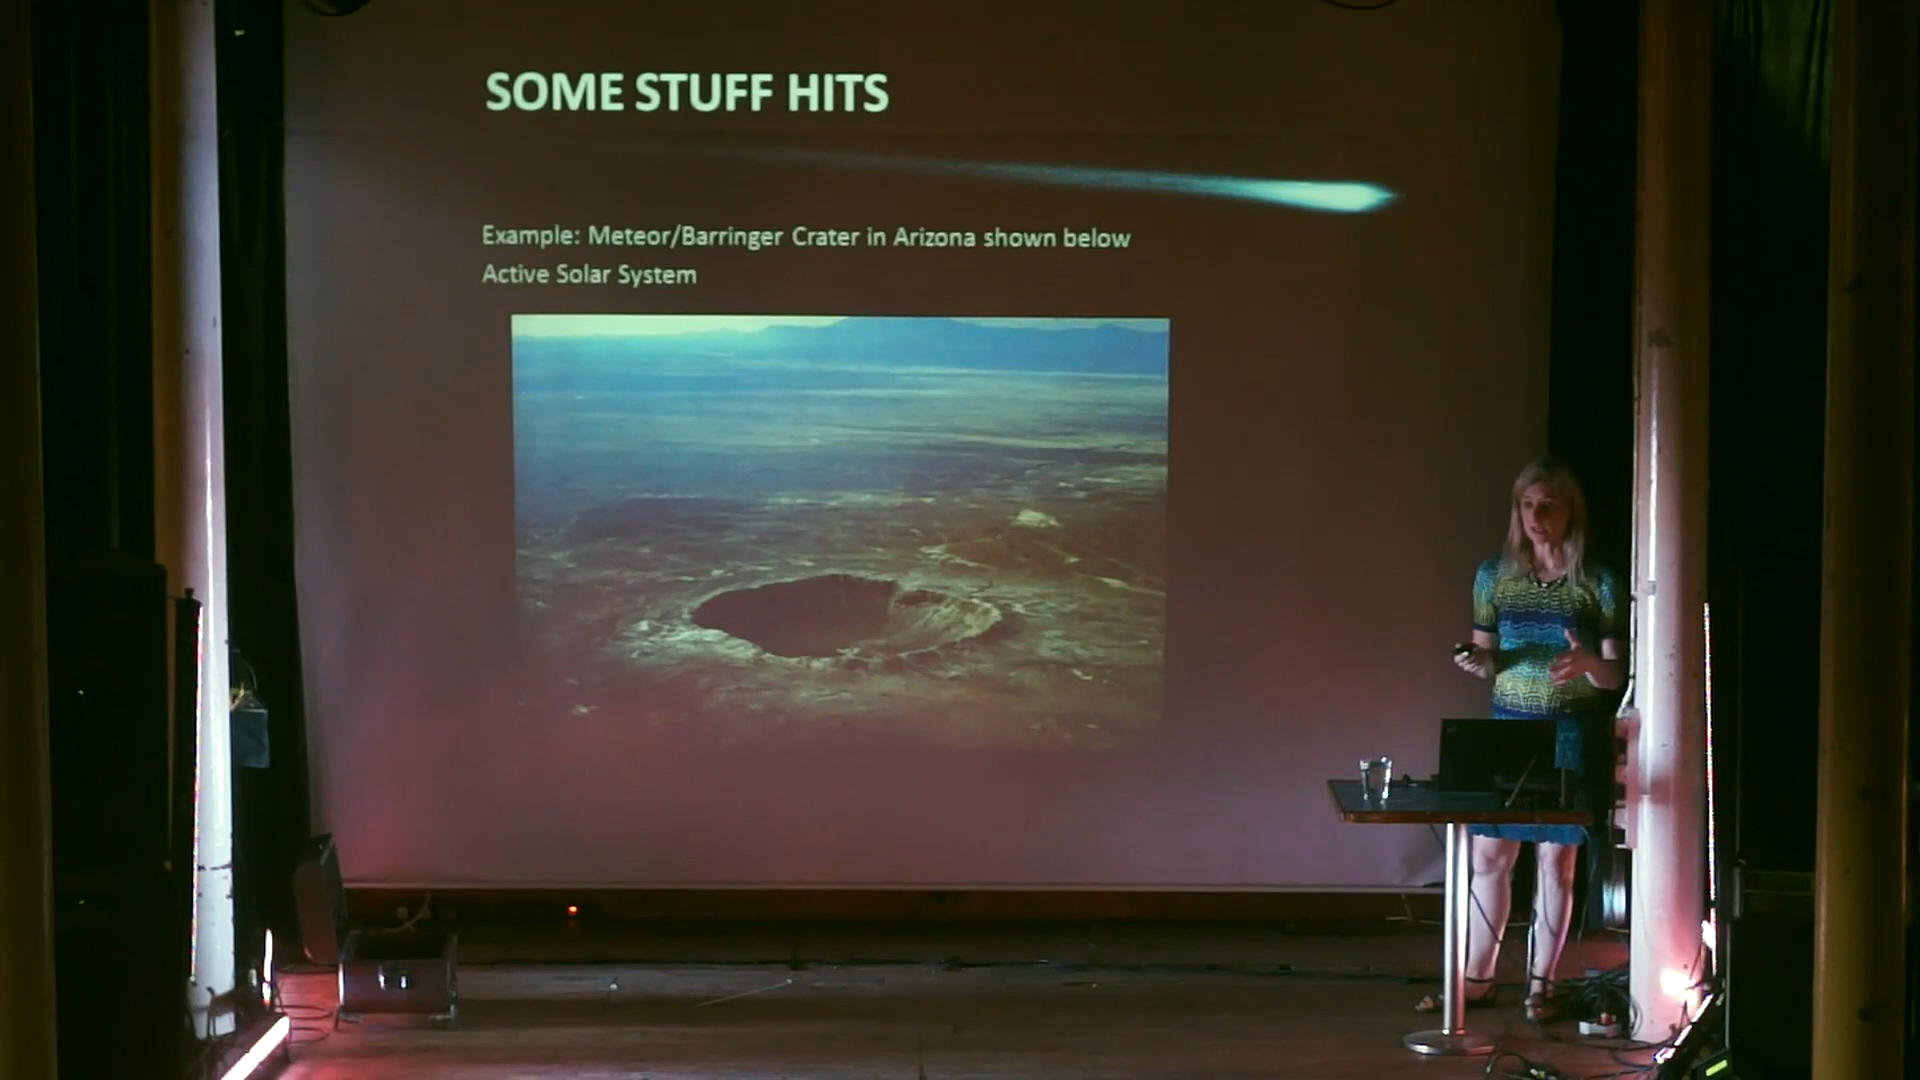 SOME STUFF HITS
Example: Meteor/Barringer Crater in Arizona shown below
Active Solar System